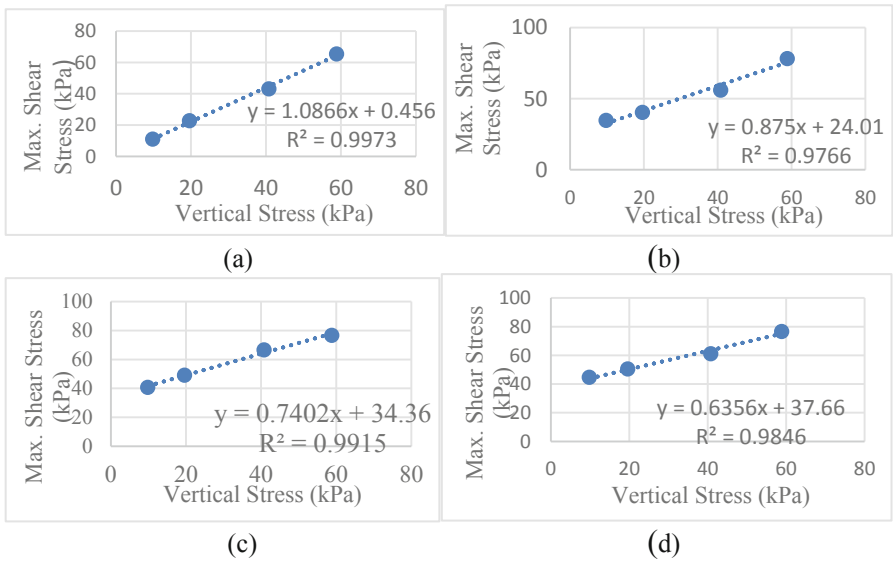 80
60
40
20
0
0 20 40 60 80
Max. Shear
Stress (kPa)
Vertical Stress (kPa)
y = 1.0866x + 0.456
R² = 0.9973
(a)
100
50
0
0 20 40 60 80
Max. Shear
Stress (kPa)
Vertical Stress (kPa)
y = 0.875x + 24.01
R² = 0.9766
(b)
100
80
60
40
20
0
0 20 40 60 80
Max. Shear Stress
(kPa)
Vertical Stress (kPa)
y = 0.7402x + 34.36
R² = 0.9915
(c)
100
80
60
40
20
0
0 20 40 60 80
Max. Shear Stress
(kPa)
Vertical Stress (kPa)
y = 0.6356x + 37.66
R² = 0.9846
(d)